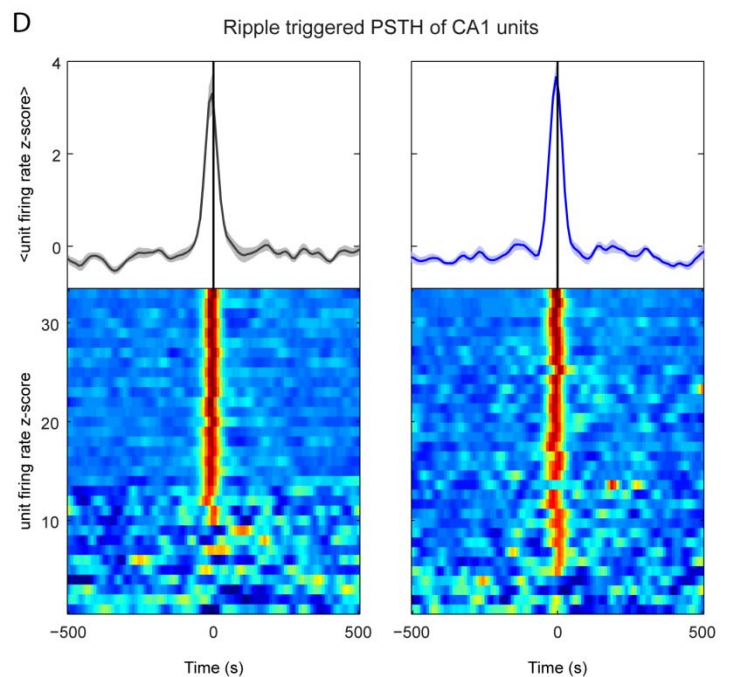 D
Ripple triggered PSTH of CA1 units
<unit firing rate z-score>
4
2
0
unit firing rate z-score
30
20
10
−500 0 500 −500 0 500
Time (s) Time (s)